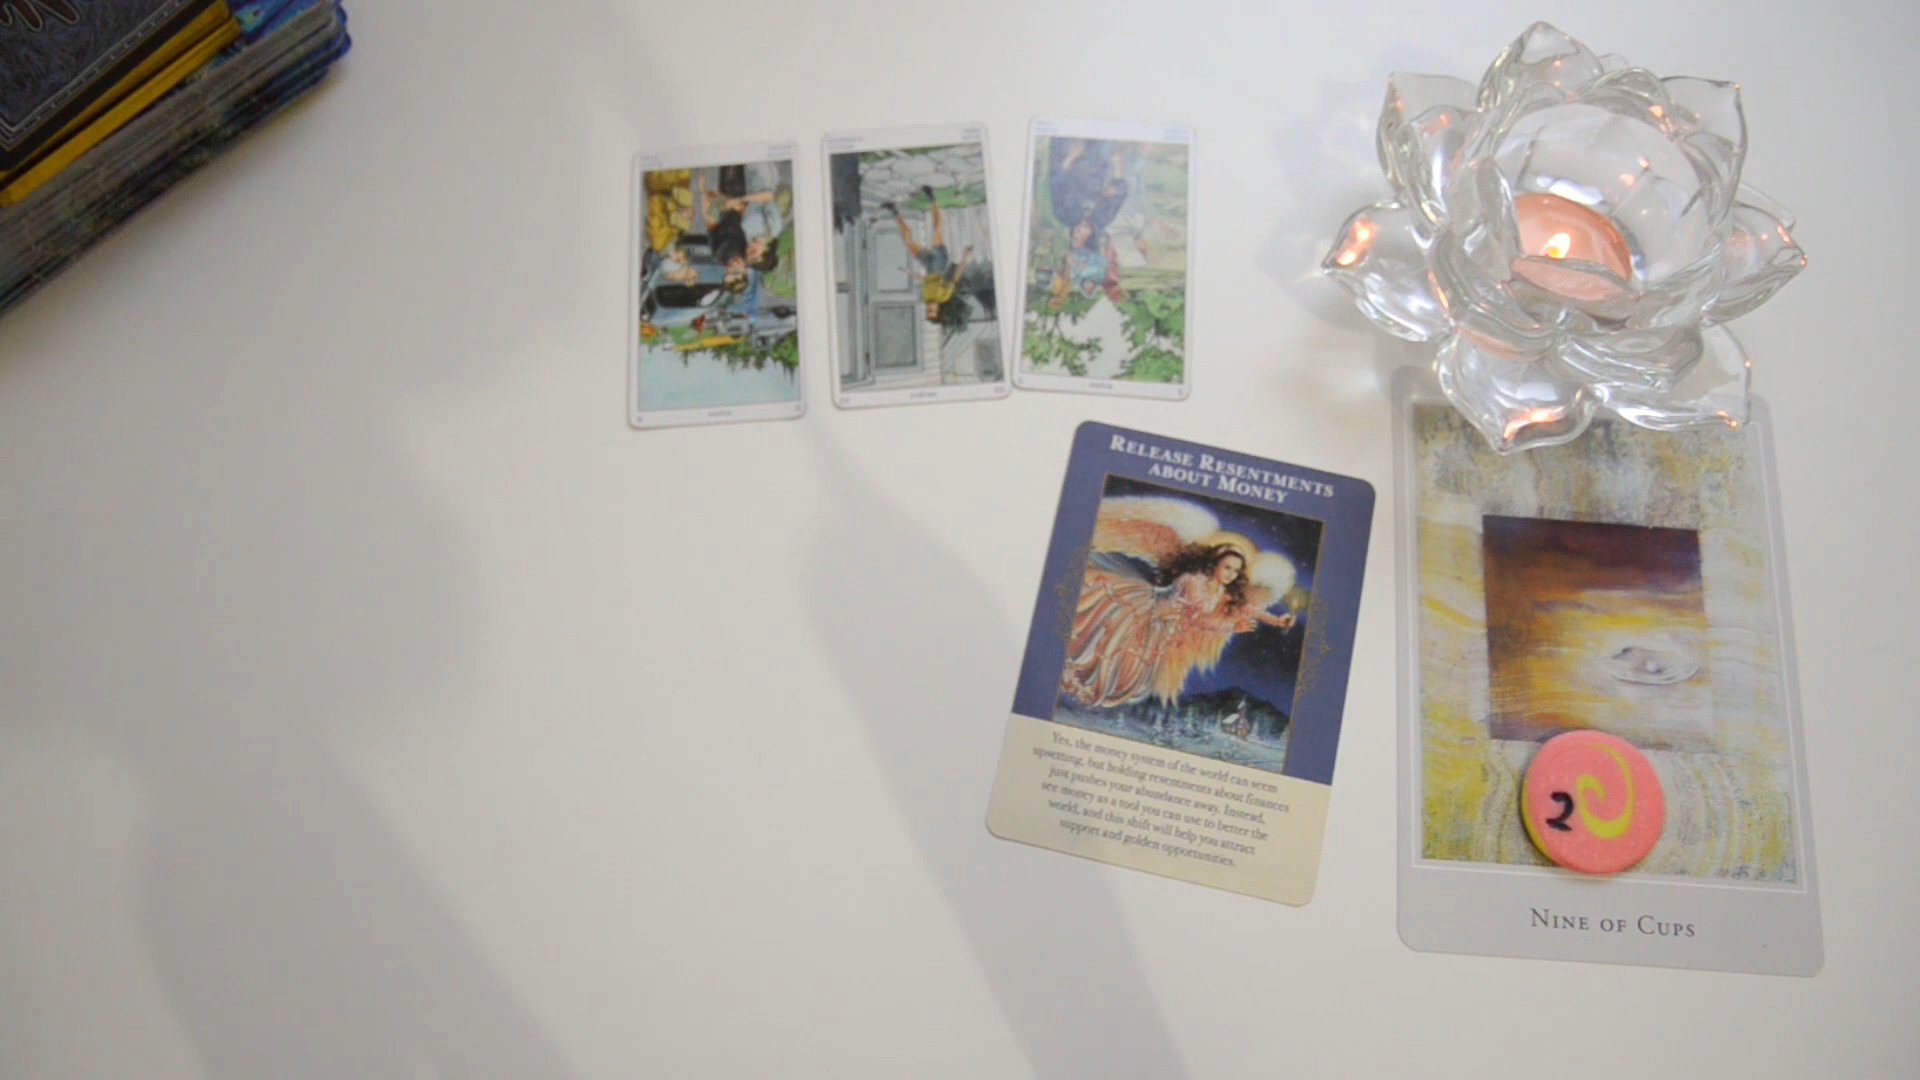 Release Resentments
about Money
Yes, the money system of the world can seem
upsetting, but holding resentments about finances
just pushes your abundance away. Instead,
see money as a tool you can use to better the
world, and this shift will help you attract
support and golden opportunities.
2
Nine of Cups